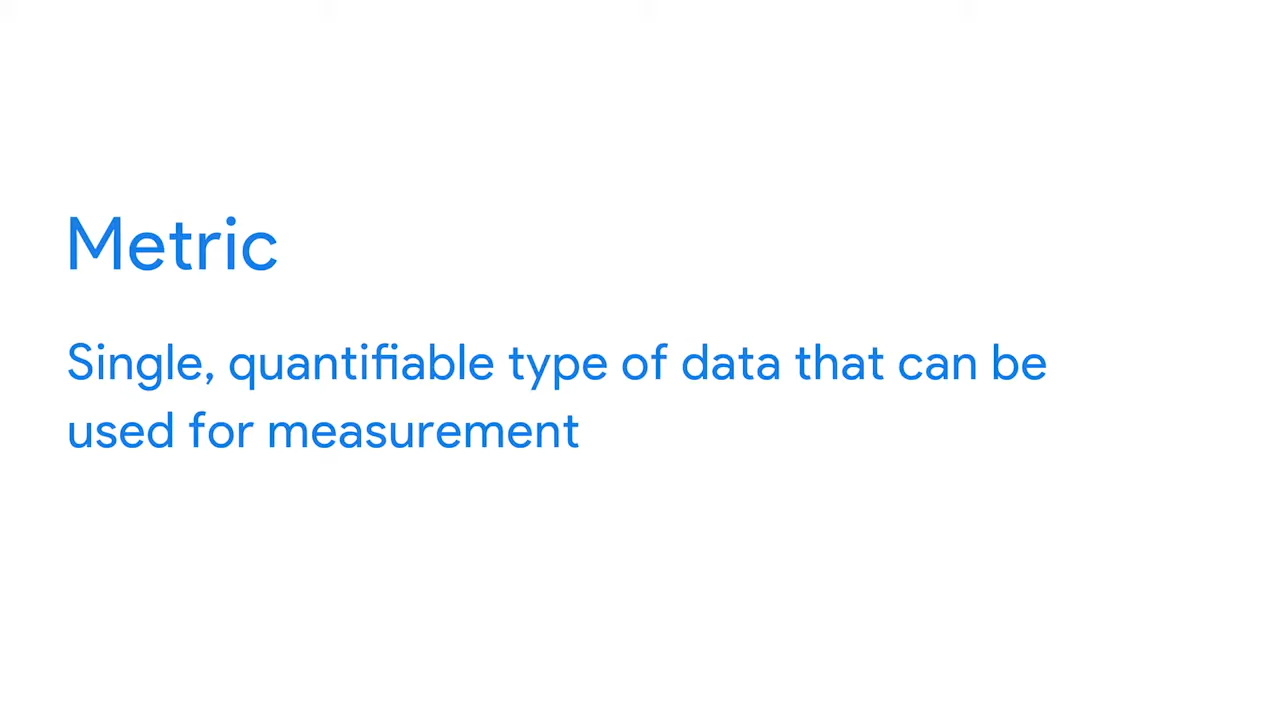 Metric
Single, quantifiable type of data that can be
used for measurement